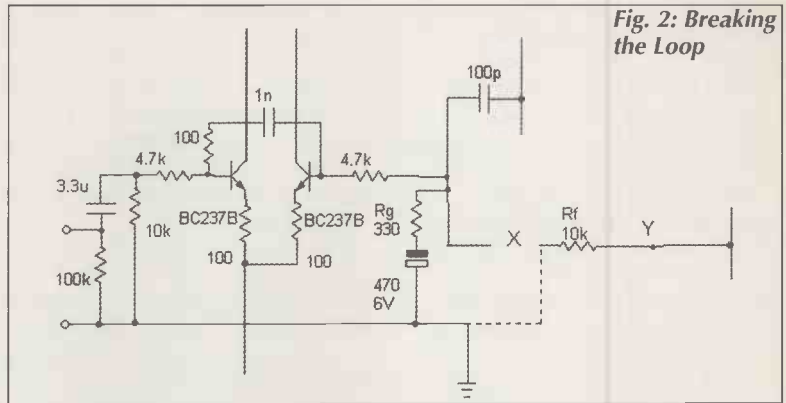 Fig. 2: Breaking
the Loop
100p
1n
100
4.7k
4.7k
3.3u
10k
BC237B
BC237B
Rg
330
X
Rf
10k
Y
100k
100
100
470
6V